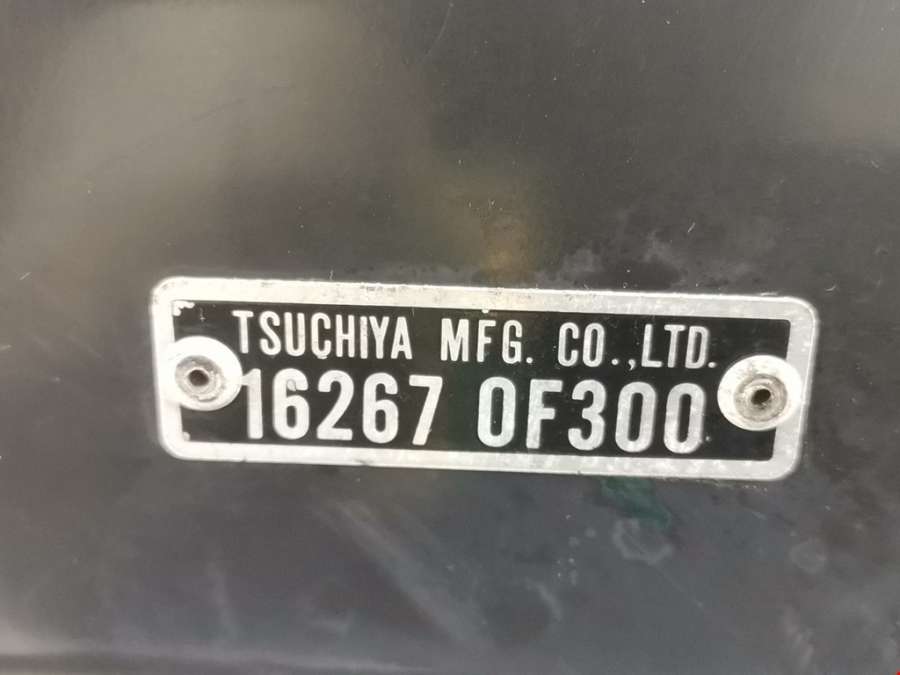 TSUCHIYA MFG. CO.,LTD.
16267 0F300